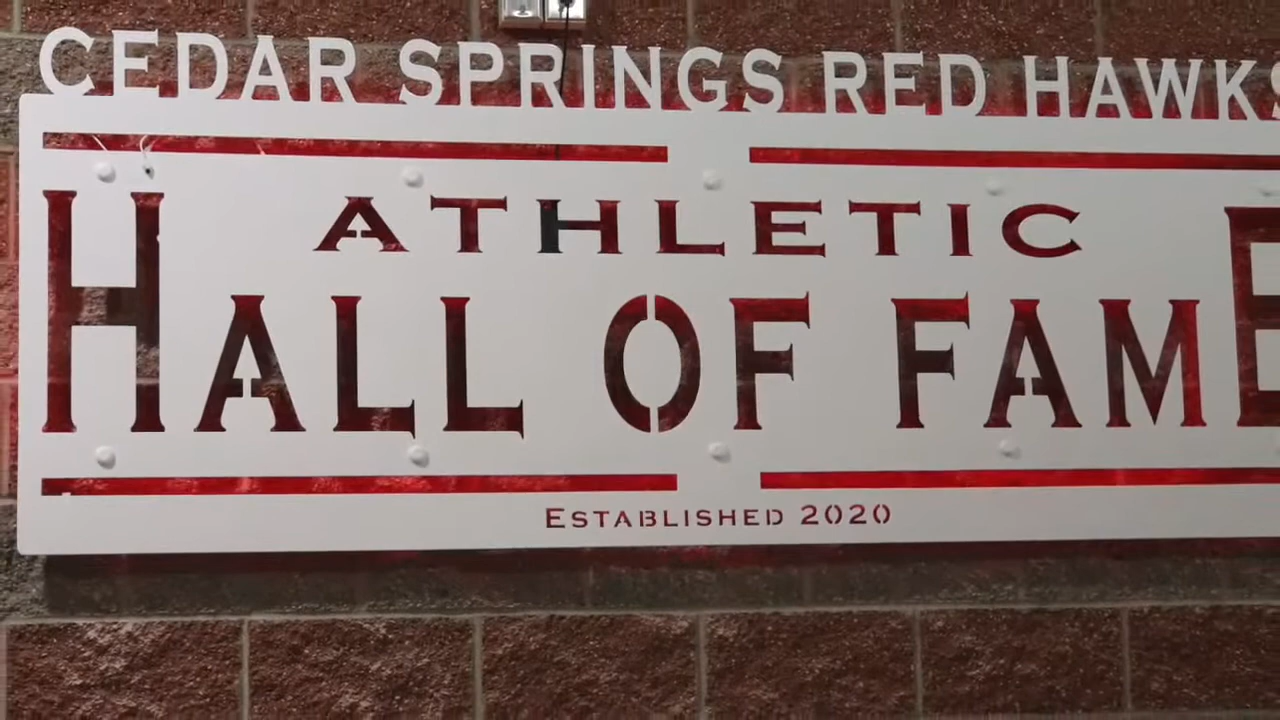 CEDAR SPRINGS RED HAWKS
ATHLETIC
HALL OF FAME
ESTABLISHED 2020